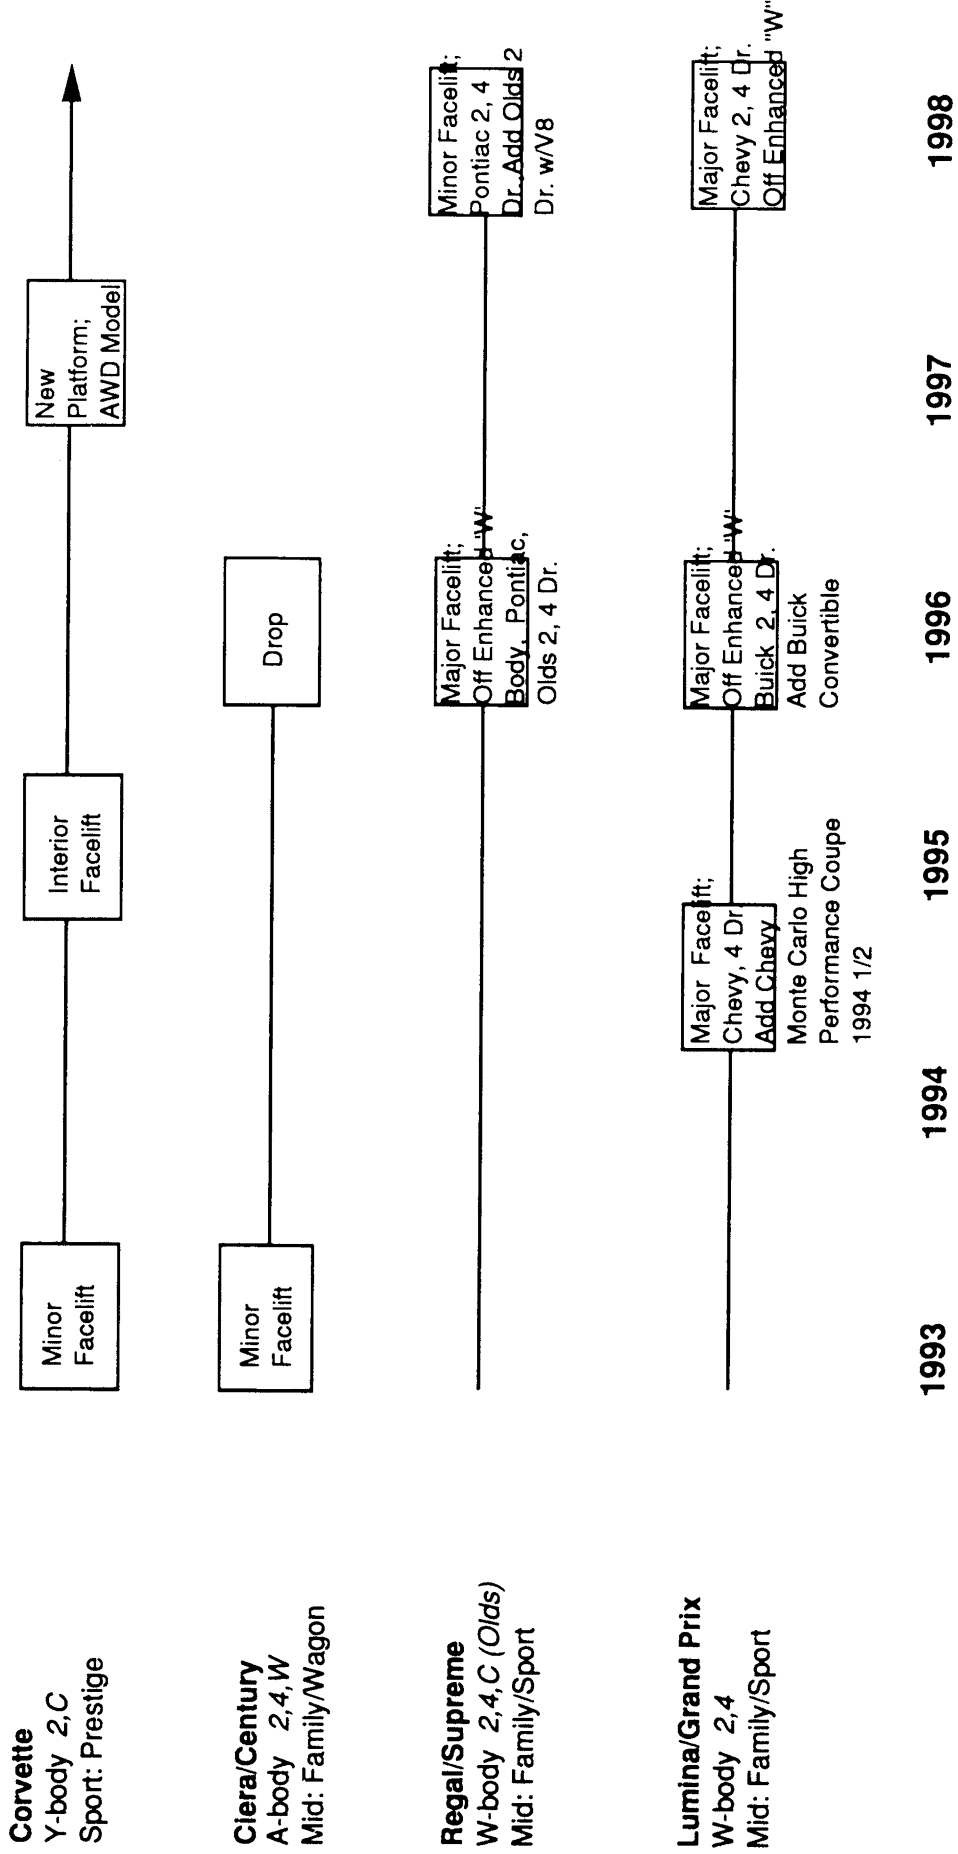 Corvette
Y-body 2,C
Sport: Prestige
Minor
Facelift
Interior
Facelift
New
Platform;
AWD Model
Ciera/Century
A-body 2,4,W
Mid: Family/Wagon
Minor
Facelift
Drop
Regal/Supreme
W-body 2,4,C (Olds)
Mid: Family/Sport
Major Facelift;
Off Enhanced 'W'
Body, Pontiac,
Olds 2, 4 Dr.
Minor Facelift;
Pontiac 2, 4
Dr. Add Olds 2
Dr. w/V8
Lumina/Grand Prix
W-body 2,4
Mid: Family/Sport
Major Facelift;
Chevy, 4 Dr
Add Chevy
Monte Carlo High
Performance Coupe
1994 1/2
Major Facelift;
Off Enhanced 'W'
Buick 2, 4 Dr.
Add Buick
Convertible
Major Facelift;
Chevy 2, 4 Dr.
Off Enhanced "W"
1993
1994
1995
1996
1997
1998